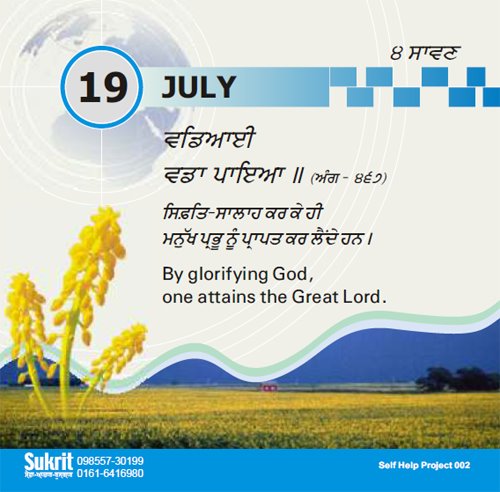 ੪ ਸਾਵਣ
19 JULY
ਵਡਿਆਈ
ਵਡਾ ਪਾਇਆ ॥ (ਅੰਗ - ੪੬੭)
ਸਿਫ਼ਤਿ-ਸਾਲਾਹ ਕਰ ਕੇ ਹੀ
ਮਨੁੱਖ ਪ੍ਰਭੂ ਨੂੰ ਪ੍ਰਾਪਤ ਕਰ ਲੈਂਦੇ ਹਨ।
By glorifying God,
one attains the Great Lord.
Sukrit 098557-30199
0161-6416980
Self Help Project 002